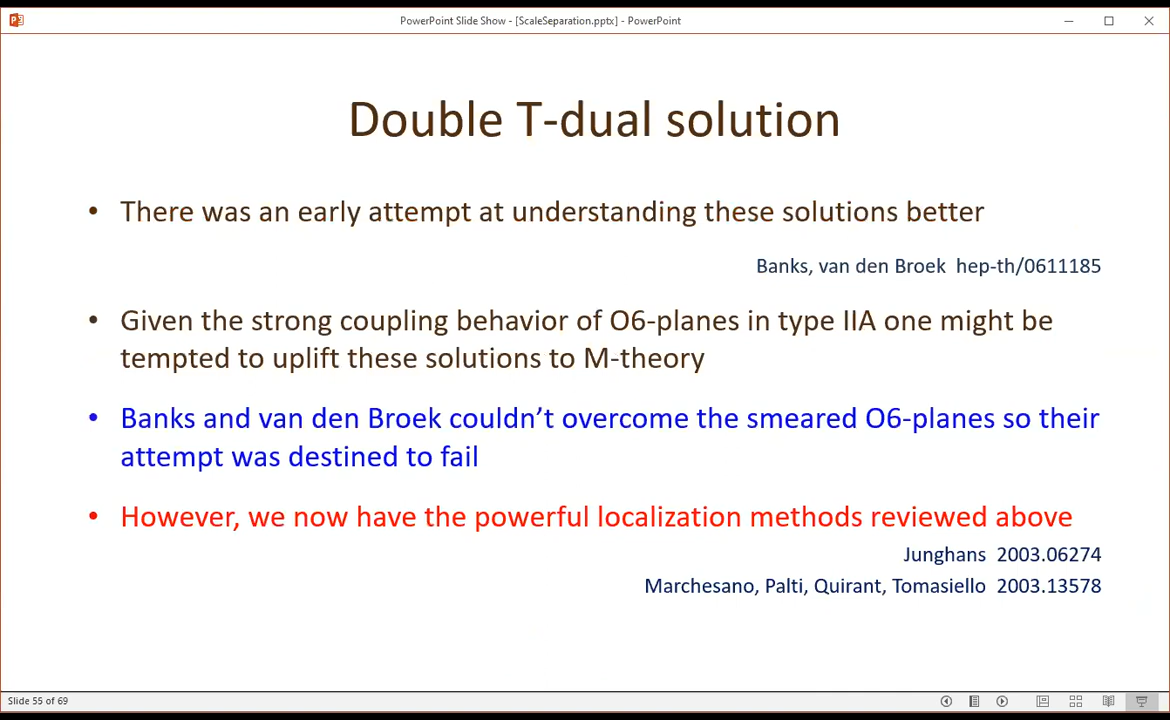 PowerPoint Slide Show - [ScaleSeparation.pptx] - PowerPoint
Double T-dual solution
• There was an early attempt at understanding these solutions better
Banks, van den Broek hep-th/0611185
• Given the strong coupling behavior of O6-planes in type IIA one might be
tempted to uplift these solutions to M-theory
• Banks and van den Broek couldn’t overcome the smeared O6-planes so their
attempt was destined to fail
• However, we now have the powerful localization methods reviewed above
Junghans 2003.06274
Marchesano, Palti, Quirant, Tomasiello 2003.13578
Slide 55 of 69